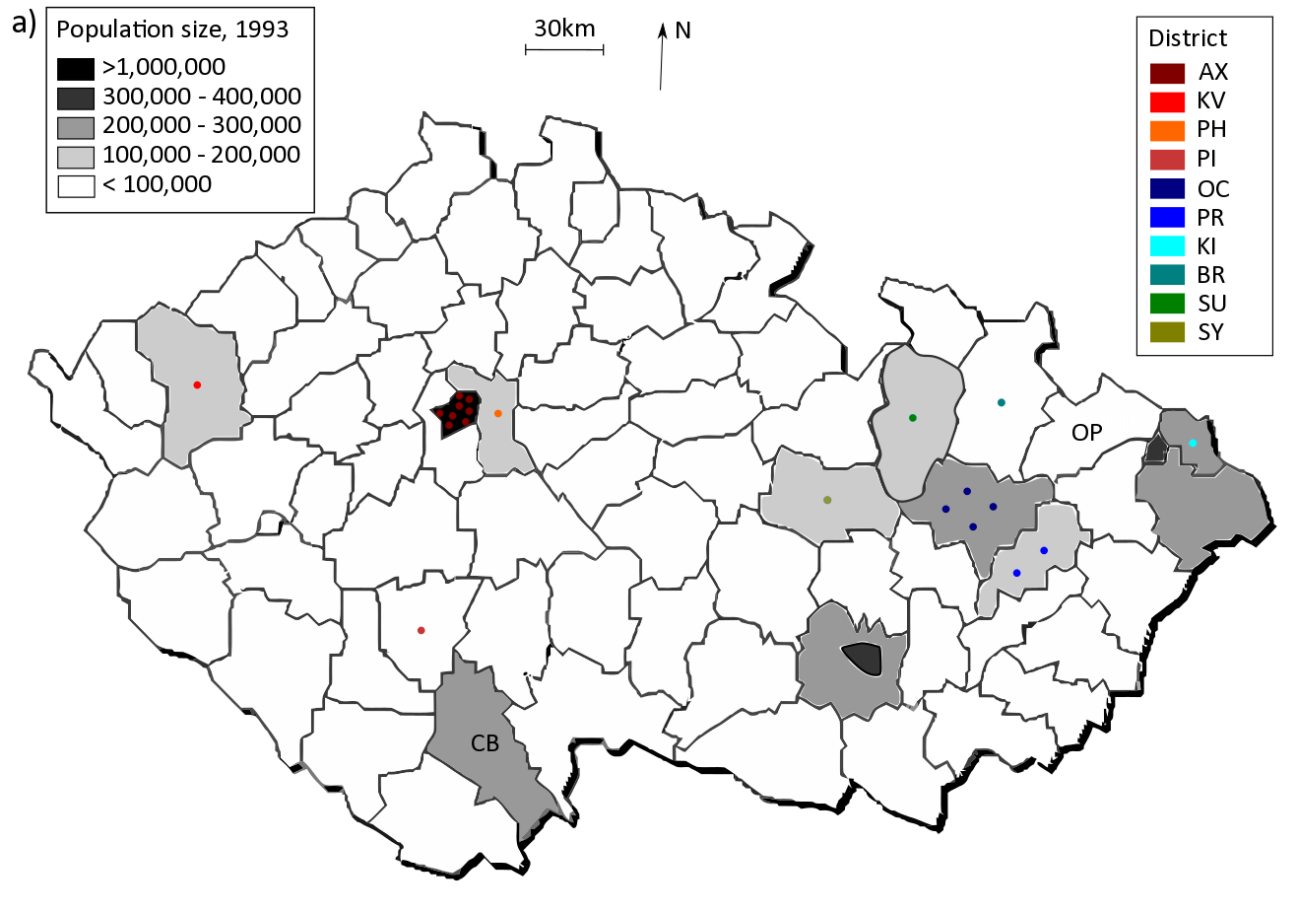 a)
Population size, 1993
>1,000,000
300,000 - 400,000
200,000 - 300,000
100,000 - 200,000
< 100,000
30km
N
District
AX
KV
PH
PI
OC
PR
KI
BR
SU
SY
OP
CB